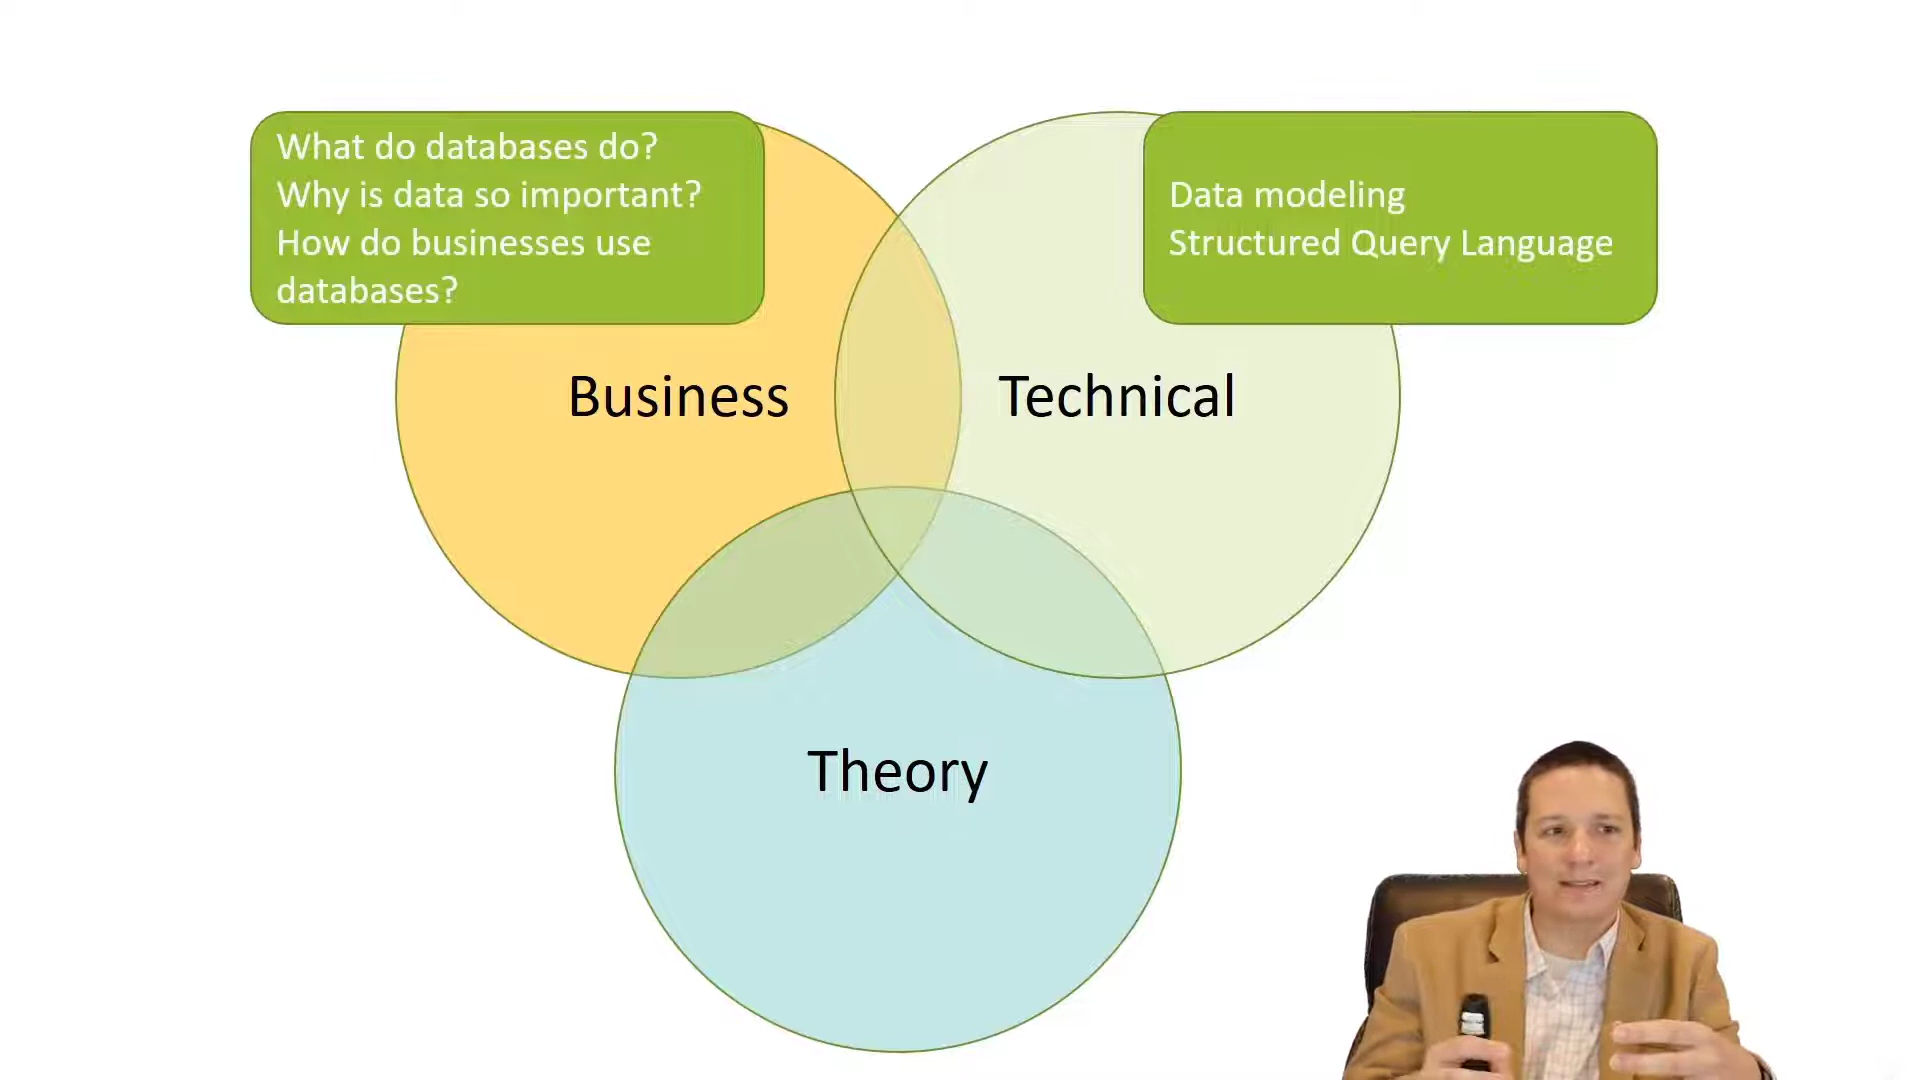 What do databases do?
Why is data so important?
How do businesses use
databases?
Data modeling
Structured Query Language
Business
Technical
Theory